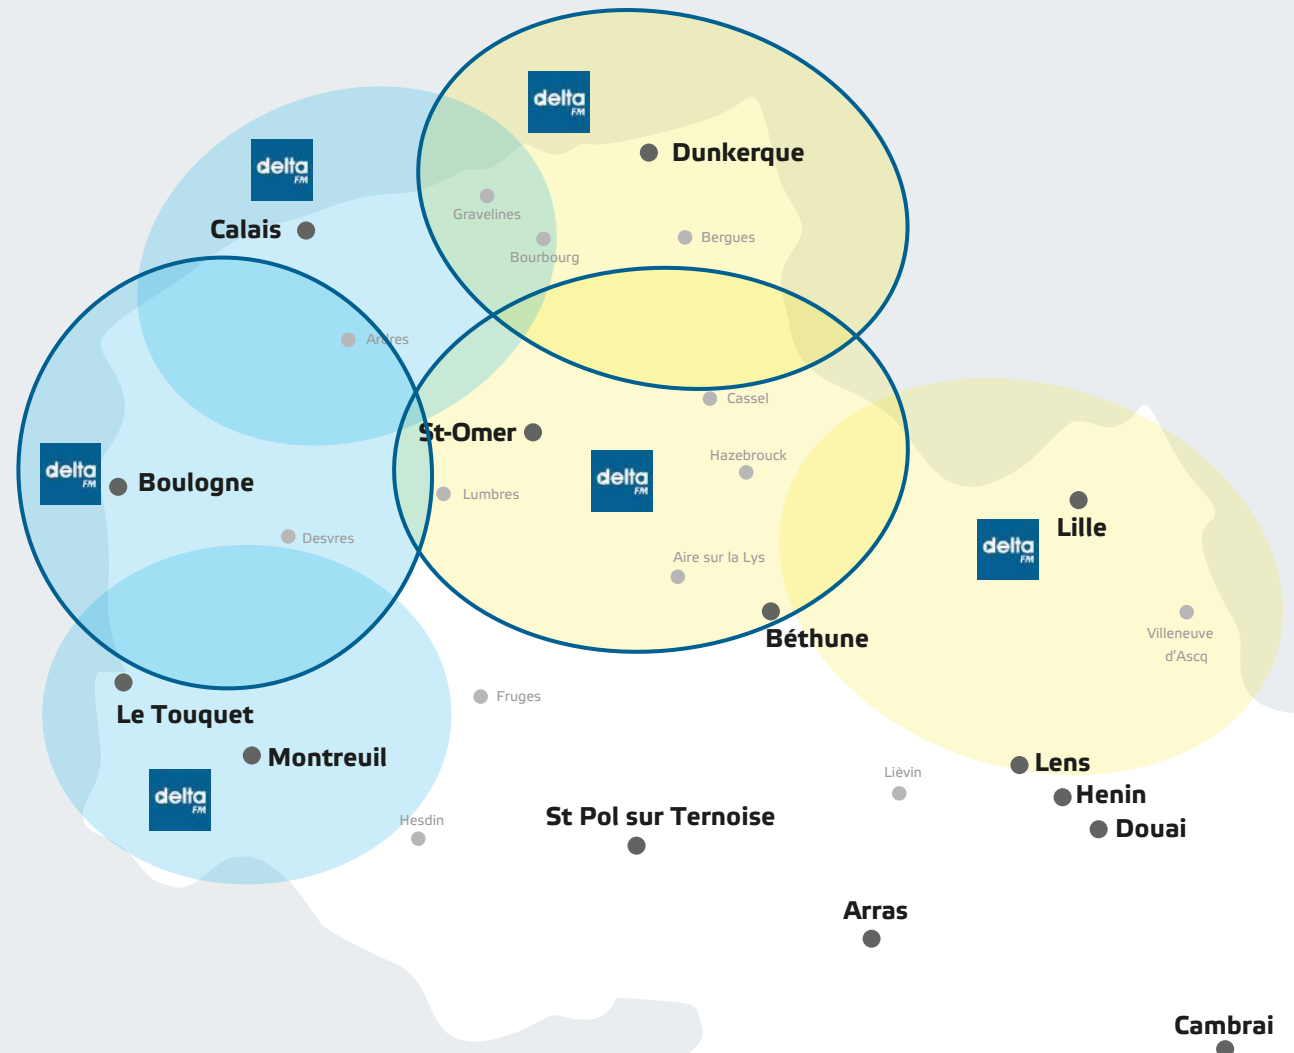 delta
FM
Dunkerque
delta
FM
Gravelines
Calais
Bergues
Bourbourg
Ardres
Cassel
St-Omer
Hazebrouck
delta
FM
Boulogne
delta
FM
Lumbres
Lille
Desvres
delta
FM
Aire sur la Lys
Béthune
Villeneuve
d'Ascq
Fruges
Le Touquet
Montreuil
Lens
Lièvin
Henin
delta
FM
Hesdin
St Pol sur Ternoise
Douai
Arras
Cambrai